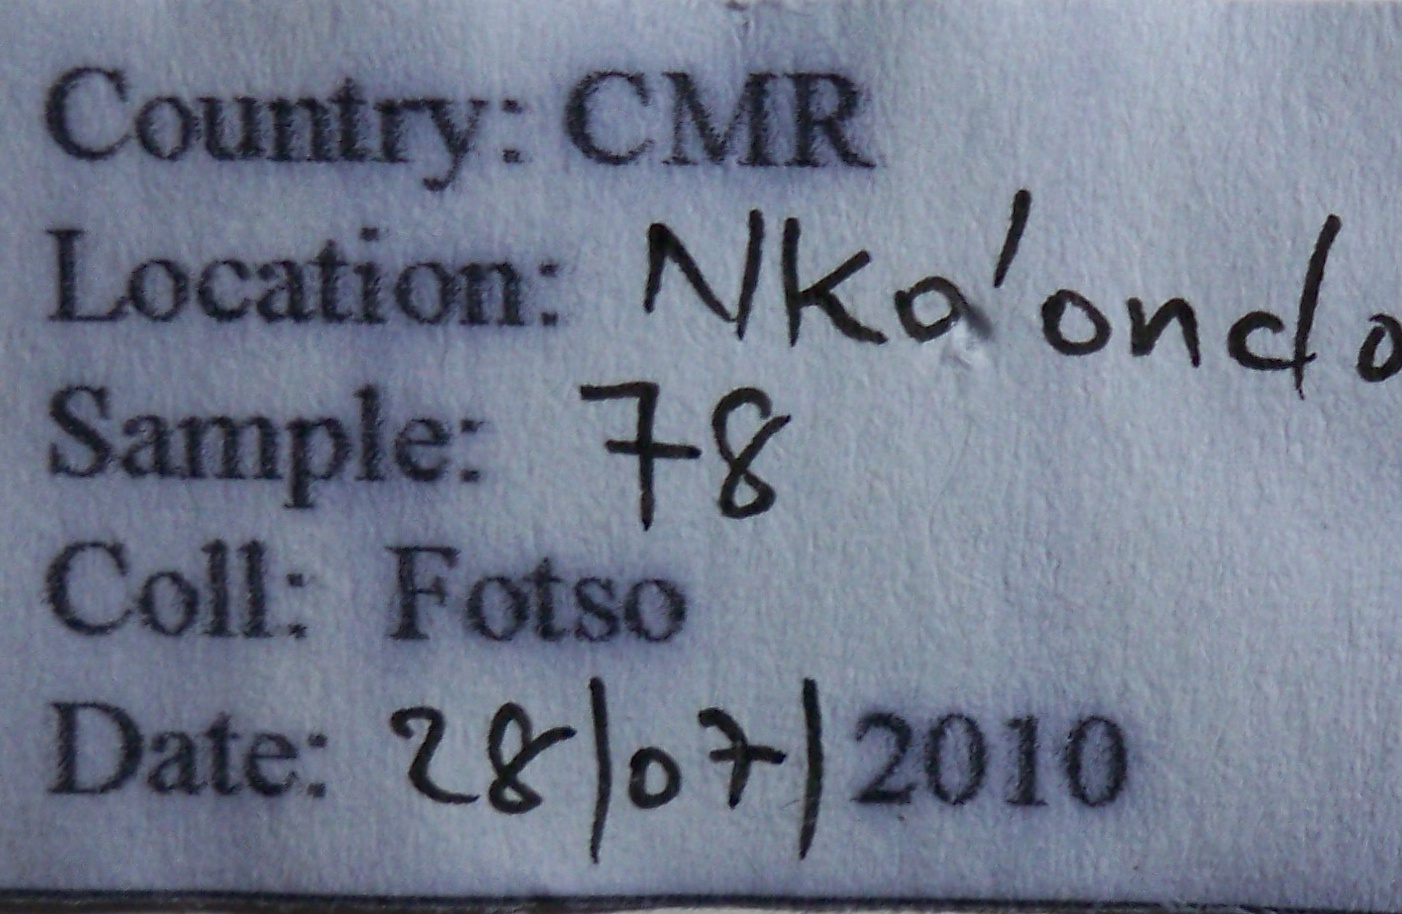 Country: CMR
Location: Nko'ondo
Sample: 78
Coll: Fotso
Date: 28/07/2010